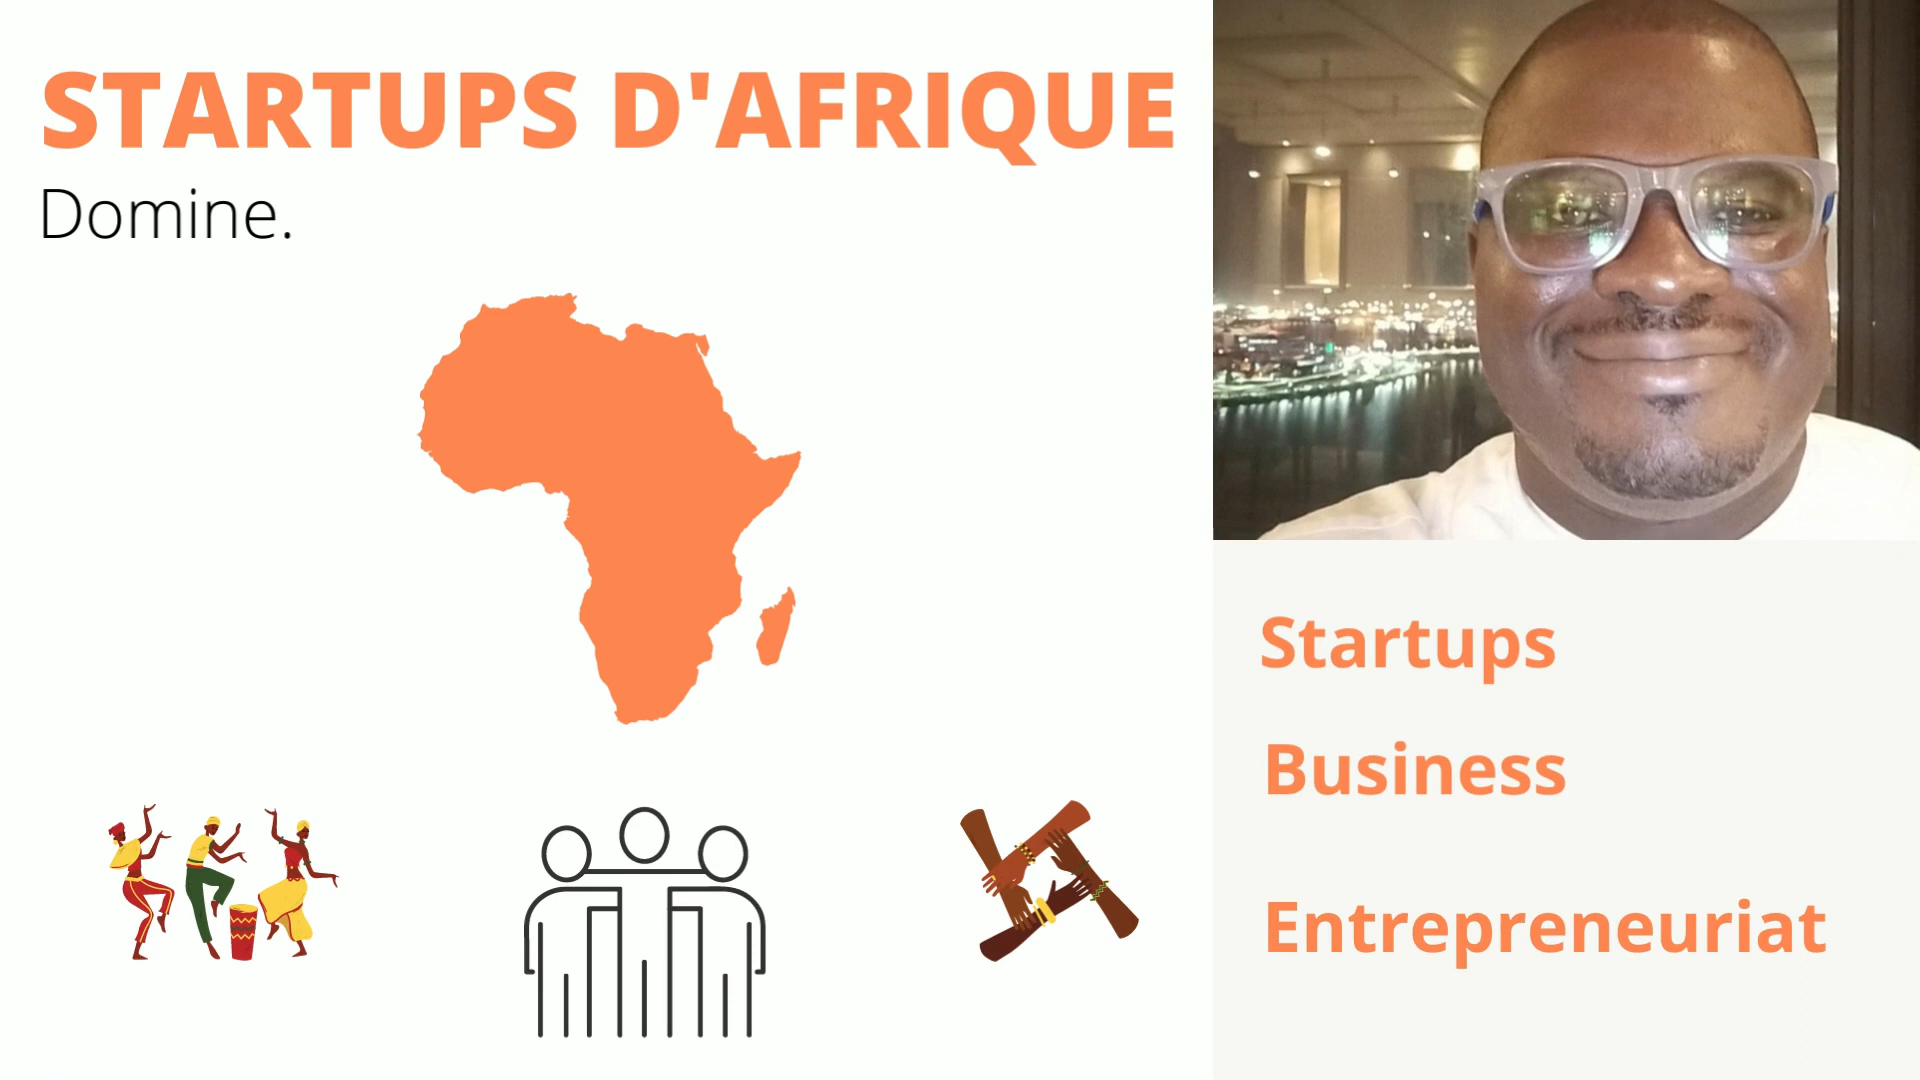 STARTUPS D'AFRIQUE
Domine.
Startups
Business
Entrepreneuriat